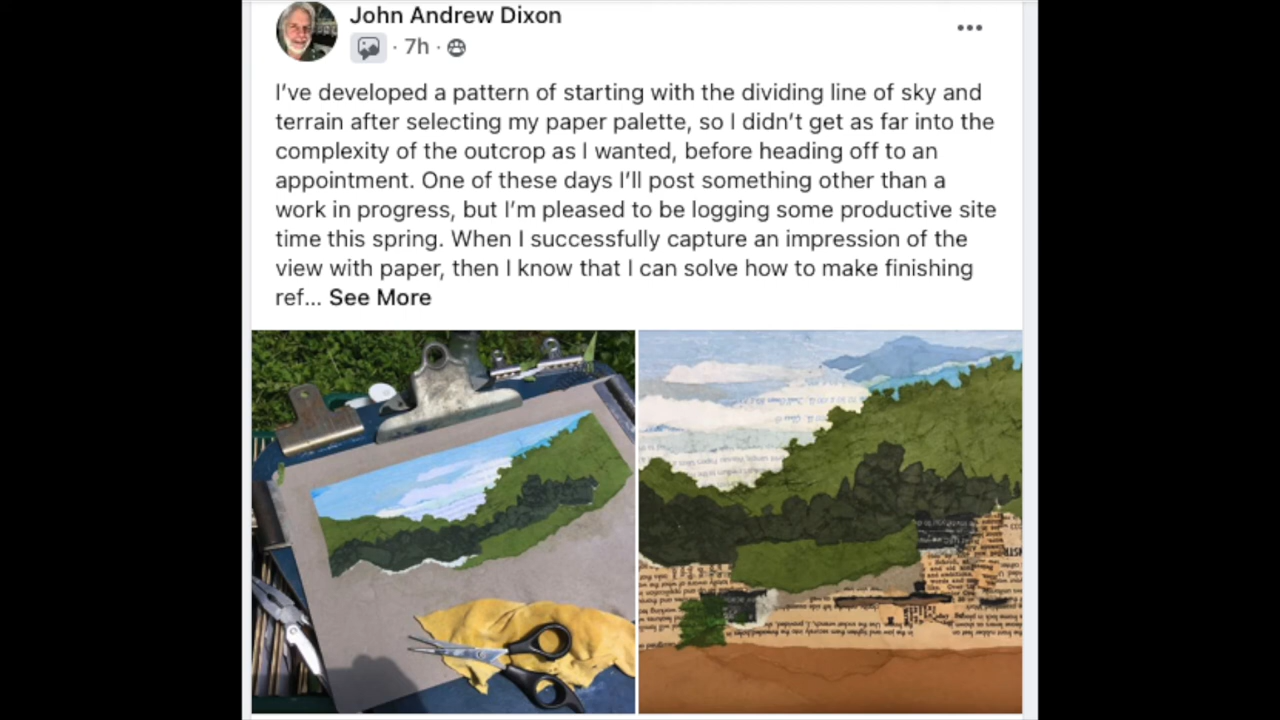 John Andrew Dixon
· 7h ·
I’ve developed a pattern of starting with the dividing line of sky and
terrain after selecting my paper palette, so I didn’t get as far into the
complexity of the outcrop as I wanted, before heading off to an
appointment. One of these days I’ll post something other than a
work in progress, but I’m pleased to be logging some productive site
time this spring. When I successfully capture an impression of the
view with paper, then I know that I can solve how to make finishing
ref... See More